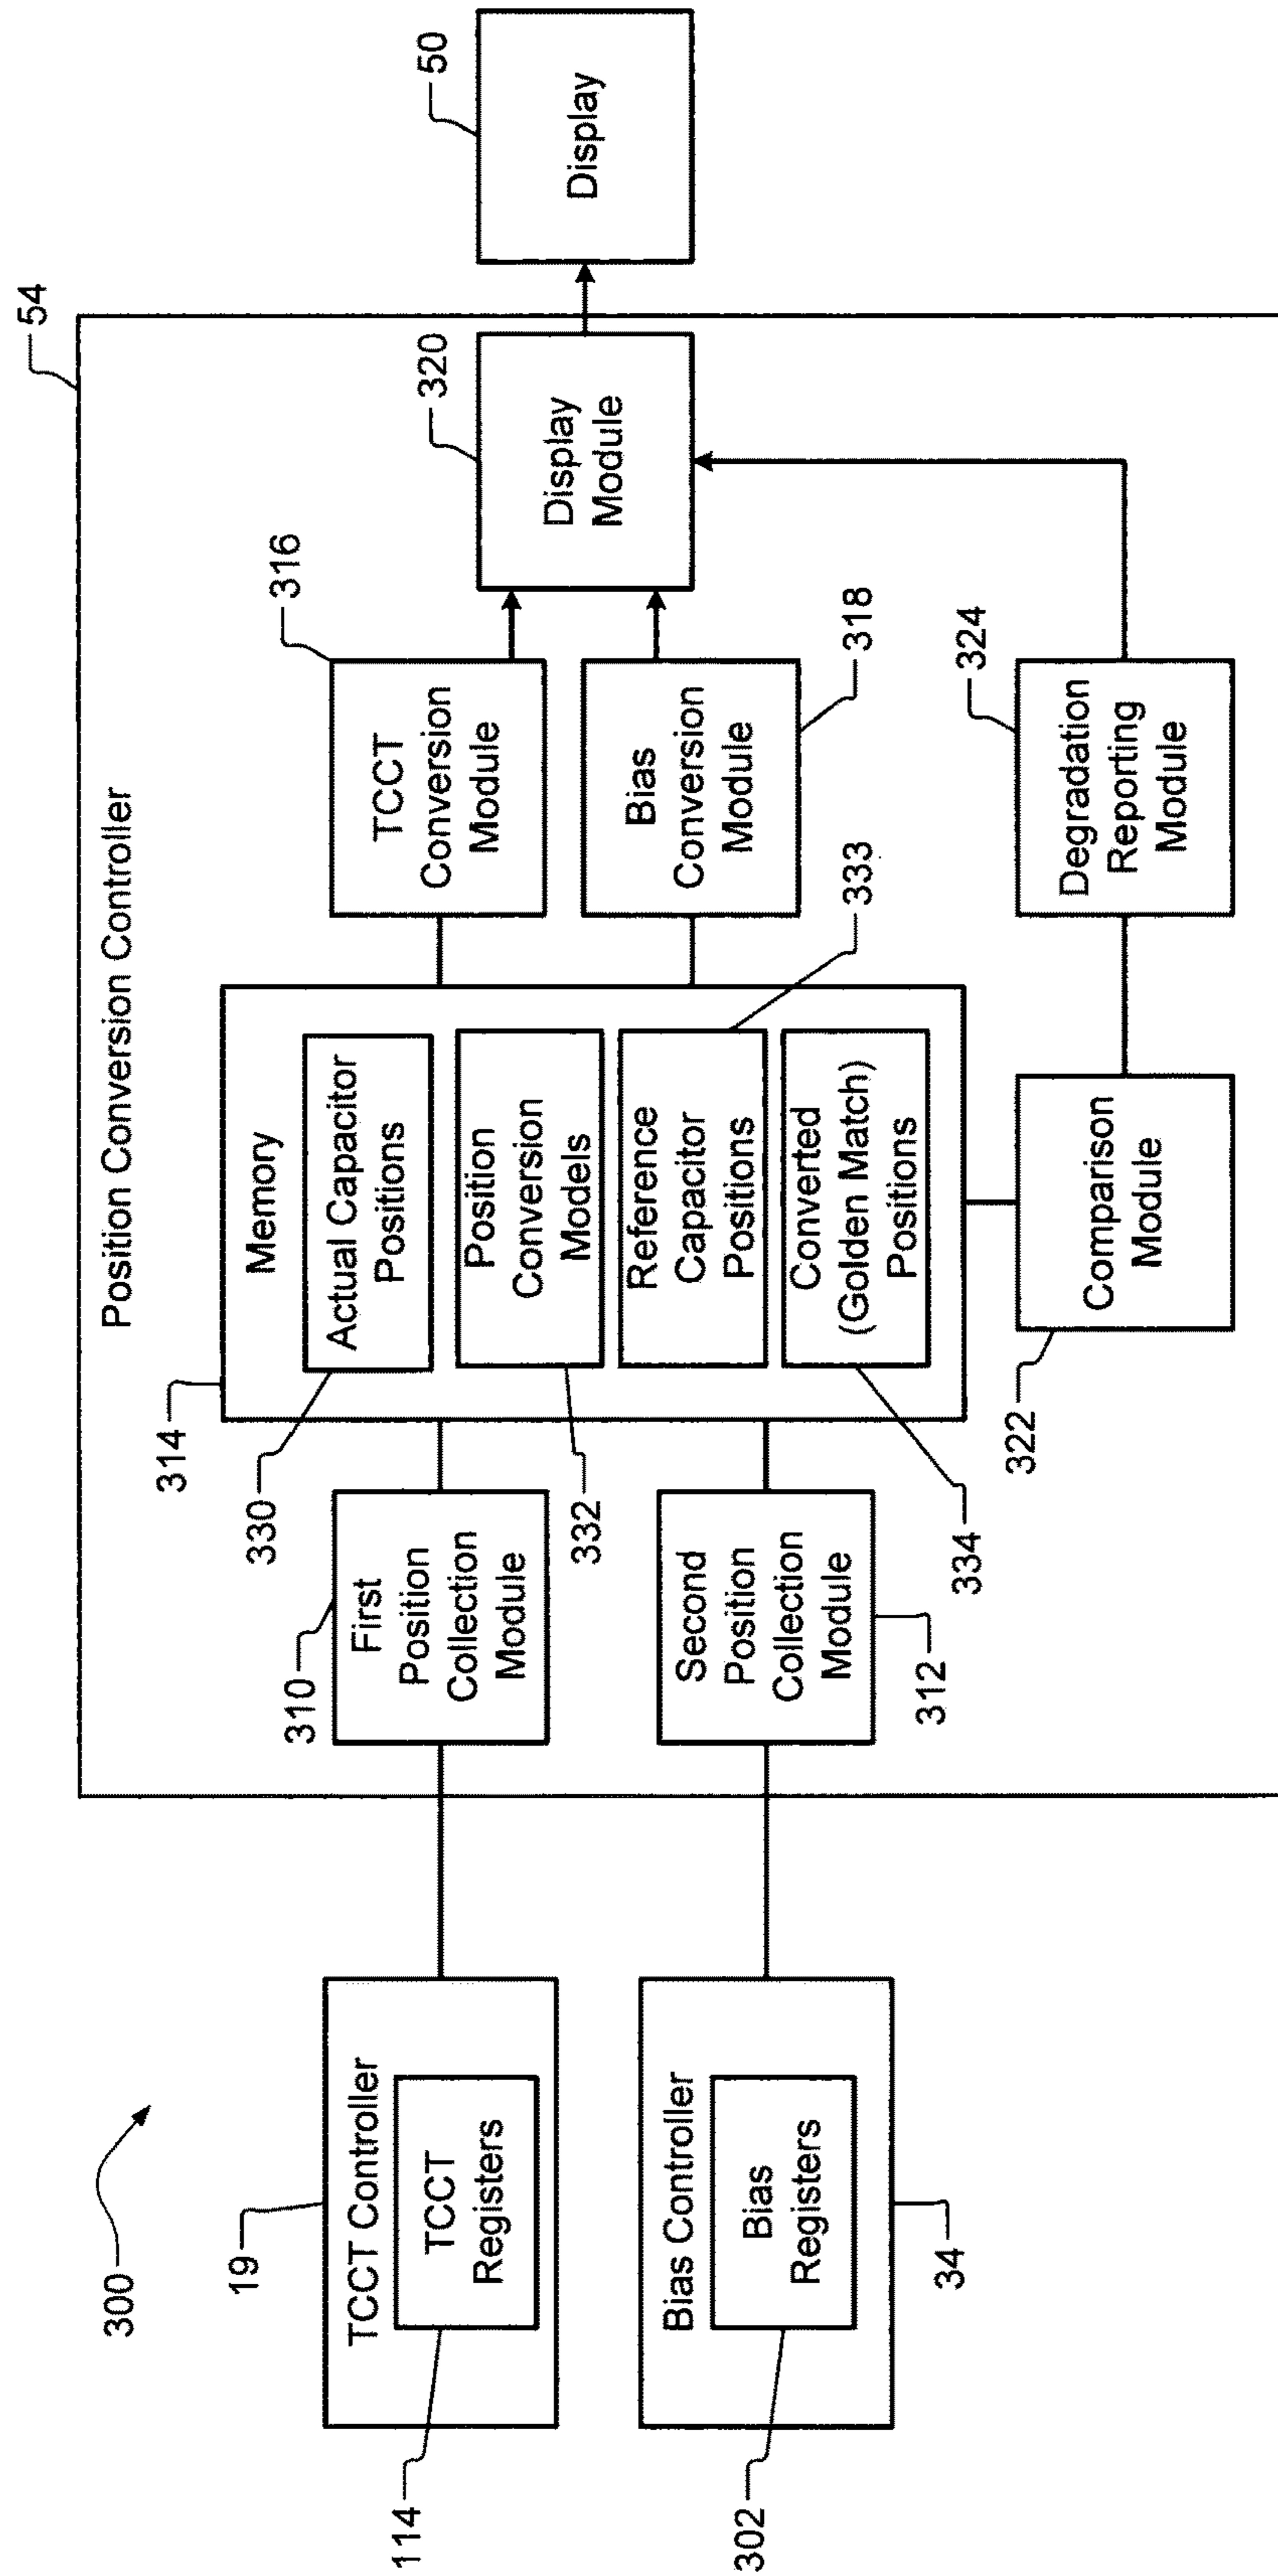 300
54
Position Conversion Controller
19
TCCT Controller
TCCT
Registers
114
Bias Controller
Bias
Registers
302
34
310
First
Position
Collection
Module
Second
Position
Collection
Module
312
314
Memory
330
Actual Capacitor
Positions
332
Position
Conversion
Models
333
Reference
Capacitor
Positions
334
Converted
(Golden Match)
Positions
316
TCCT
Conversion
Module
Bias
Conversion
Module
318
320
Display
Module
50
Display
322
Comparison
Module
324
Degradation
Reporting
Module